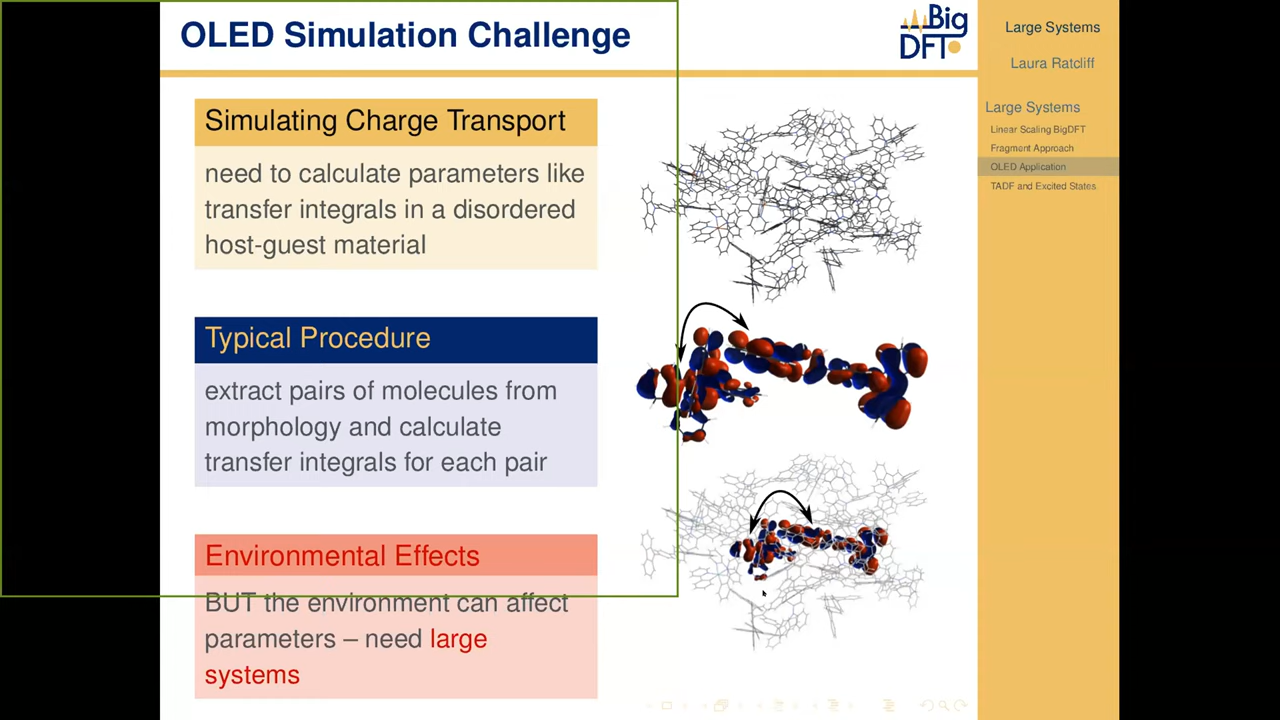 OLED Simulation Challenge
Big
DFT
Simulating Charge Transport
need to calculate parameters like
transfer integrals in a disordered
host-guest material
Typical Procedure
extract pairs of molecules from
morphology and calculate
transfer integrals for each pair
Environmental Effects
BUT the environment can affect
parameters – need large
systems
Large Systems
Laura Ratcliff
Large Systems
Linear Scaling BigDFT
Fragment Approach
OLED Application
TADF and Excited States